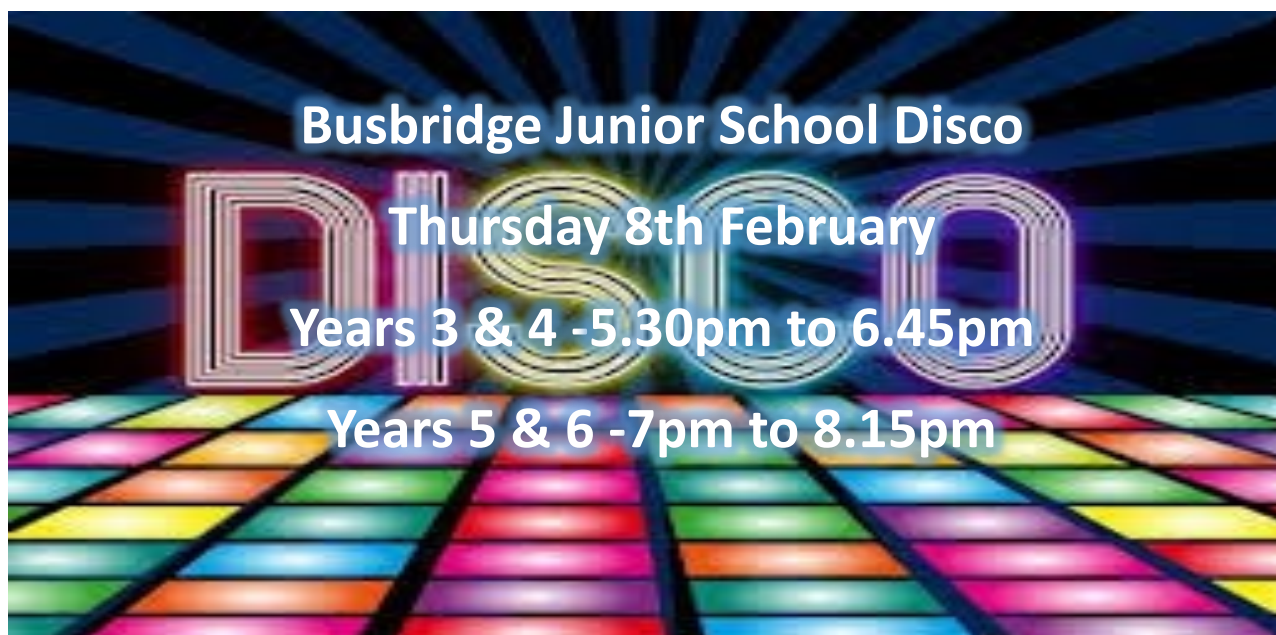 Busbridge Junior School Disco
DISCO
Thursday 8th February
Years 3 & 4 -5.30pm to 6.45pm
Years 5 & 6 -7pm to 8.15pm